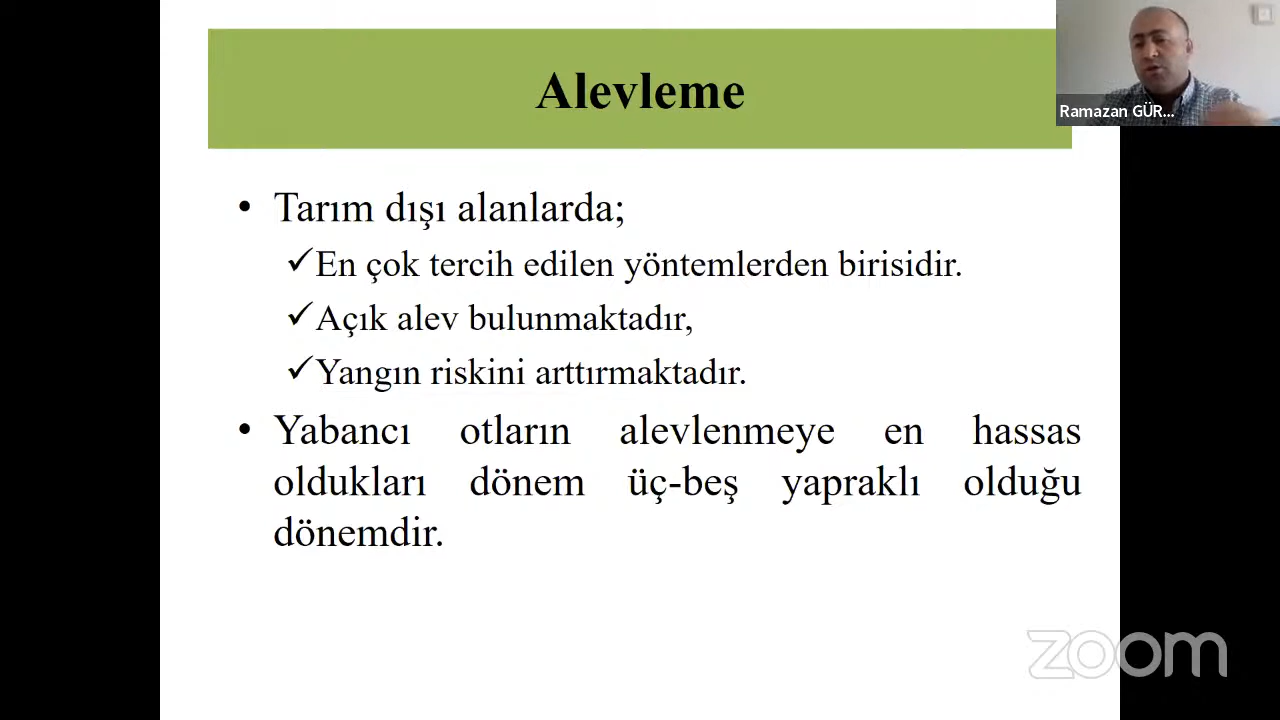 Alevleme
Ramazan GÜR...
• Tarım dışı alanlarda;
✓En çok tercih edilen yöntemlerden birisidir.
✓Açık alev bulunmaktadır,
✓Yangın riskini arttırmaktadır.
• Yabancı otların alevlenmeye en hassas
oldukları dönem üç-beş yapraklı olduğu
dönemdir.
zoom